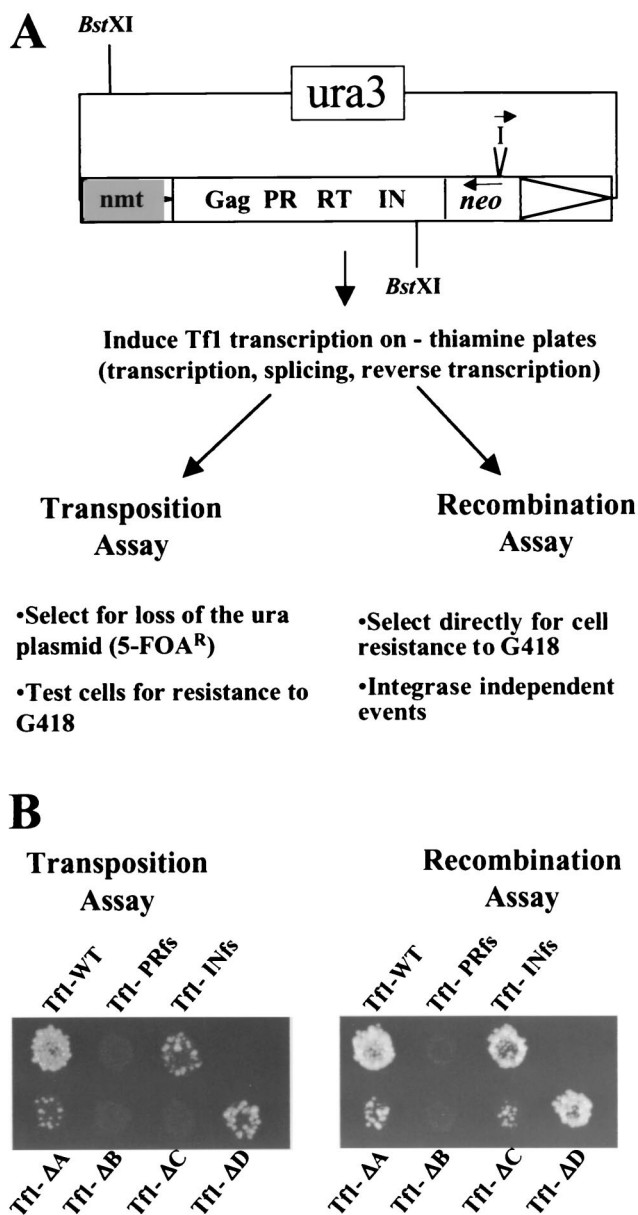 A
BstXI
ura3
I
nmt
Gag PR RT IN
neo
BstXI
Induce Tf1 transcription on - thiamine plates
(transcription, splicing, reverse transcription)
Transposition
Assay
•Select for loss of the ura
plasmid (5-FOAᴿ)
•Test cells for resistance to
G418
Recombination
Assay
•Select directly for cell
resistance to G418
•Integrase independent
events
B
Transposition
Assay
Tf1-WT
Tf1- PRfs
Tf1- INfs
Tf1- ΔA
Tf1- ΔB
Tf1- ΔC
Tf1- ΔD
Recombination
Assay
Tf1-WT
Tf1- PRfs
Tf1- INfs
Tf1- ΔA
Tf1- ΔB
Tf1- ΔC
Tf1- ΔD